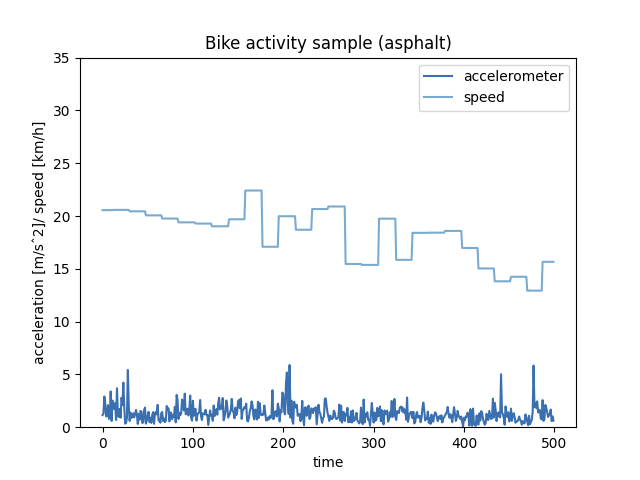 Bike activity sample (asphalt)
accelerometer
speed
acceleration [m/s^2]/ speed [km/h]
35
30
25
20
15
10
5
0
0 100 200 300 400 500
time